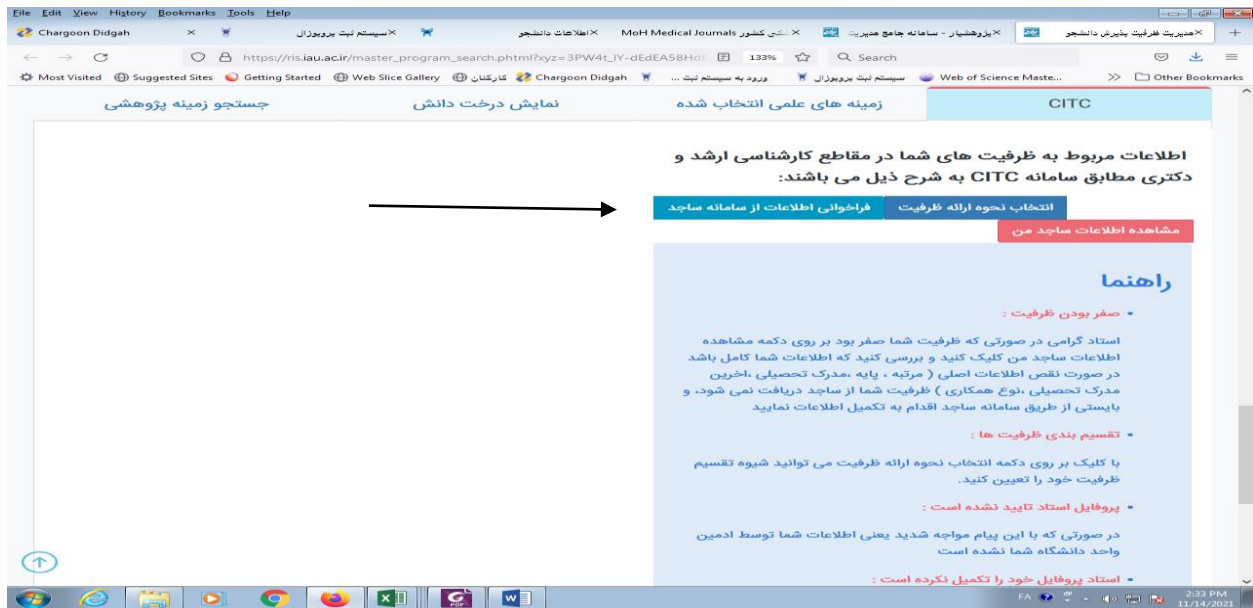 File Edit View History Bookmarks Tools Help
Chargoon Didgah
سیستم ثبت پروپوزال
اطلاعات دانشجو
MoH Medical Journals کی کشور
پژوهشیار - سامانه جامع مدیریت
مدیریت ظرفیت پذیرش دانشجو
https://ris.iau.ac.ir/master_program_search.phtml?xyz=3PW4t_lY-dEdEA58Hd
133%
Search
Most Visited Suggested Sites Getting Started Web Slice Gallery کارکنان Chargoon Didgah ورود به سیستم ثبت ... سیستم ثبت پروپوزال Web of Science Maste... Other Bookmarks
CITC
زمینه های علمی انتخاب شده
نمایش درخت دانش
جستجو زمینه پژوهشی
اطلاعات مربوط به ظرفیت های شما در مقاطع کارشناسی ارشد و
دکتری مطابق سامانه CITC به شرح ذیل می باشند:
انتخاب نحوه ارائه ظرفیت
فراخوانی اطلاعات از سامانه ساجد
مشاهده اطلاعات ساجد من
راهنما
صفر بودن ظرفیت :
استاد گرامی در صورتی که ظرفیت شما صفر بود بر روی دکمه مشاهده
اطلاعات ساجد من کلیک کنید و بررسی کنید که اطلاعات شما کامل باشد
در صورت نقص اطلاعات اصلی ( مرتبه ، پایه ،مدرک تحصیلی ،اخرین
مدرک تحصیلی ،نوع همکاری ) ظرفیت شما از ساجد دریافت نمی شود، و
بایستی از طریق سامانه ساجد اقدام به تکمیل اطلاعات نمایید
تقسیم بندی ظرفیت ها :
با کلیک بر روی دکمه انتخاب نحوه ارائه ظرفیت می توانید شیوه تقسیم
ظرفیت خود را تعیین کنید.
پروفایل استاد تایید نشده است :
در صورتی که با این پیام مواجه شدید یعنی اطلاعات شما توسط ادمین
واحد دانشگاه شما نشده است
استاد پروفایل خود را تکمیل نکرده است :
FA
2:33 PM
11/14/2021